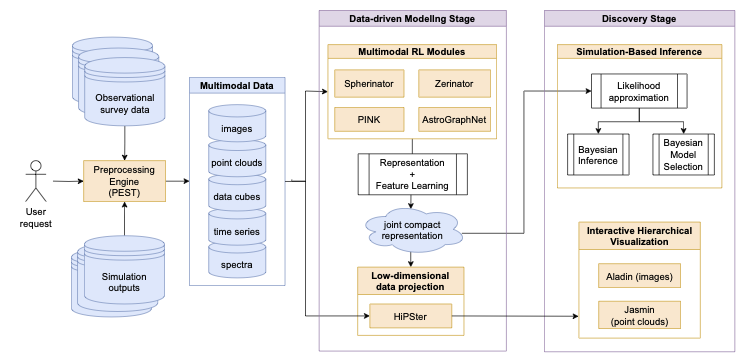 Data-driven Modeling Stage
Discovery Stage
Observational
survey data
Multimodal RL Modules
Spherinator
Zerinator
PINK
AstroGraphNet
Simulation-Based Inference
Likelihood
approximation
Bayesian
Inference
Bayesian
Model
Selection
Multimodal Data
images
point clouds
data cubes
time series
spectra
Preprocessing
Engine
(PEST)
User
request
Representation
+
Feature Learning
joint compact
representation
Simulation
outputs
Low-dimensional
data projection
HiPSter
Interactive Hierarchical
Visualization
Aladin (images)
Jasmin
(point clouds)